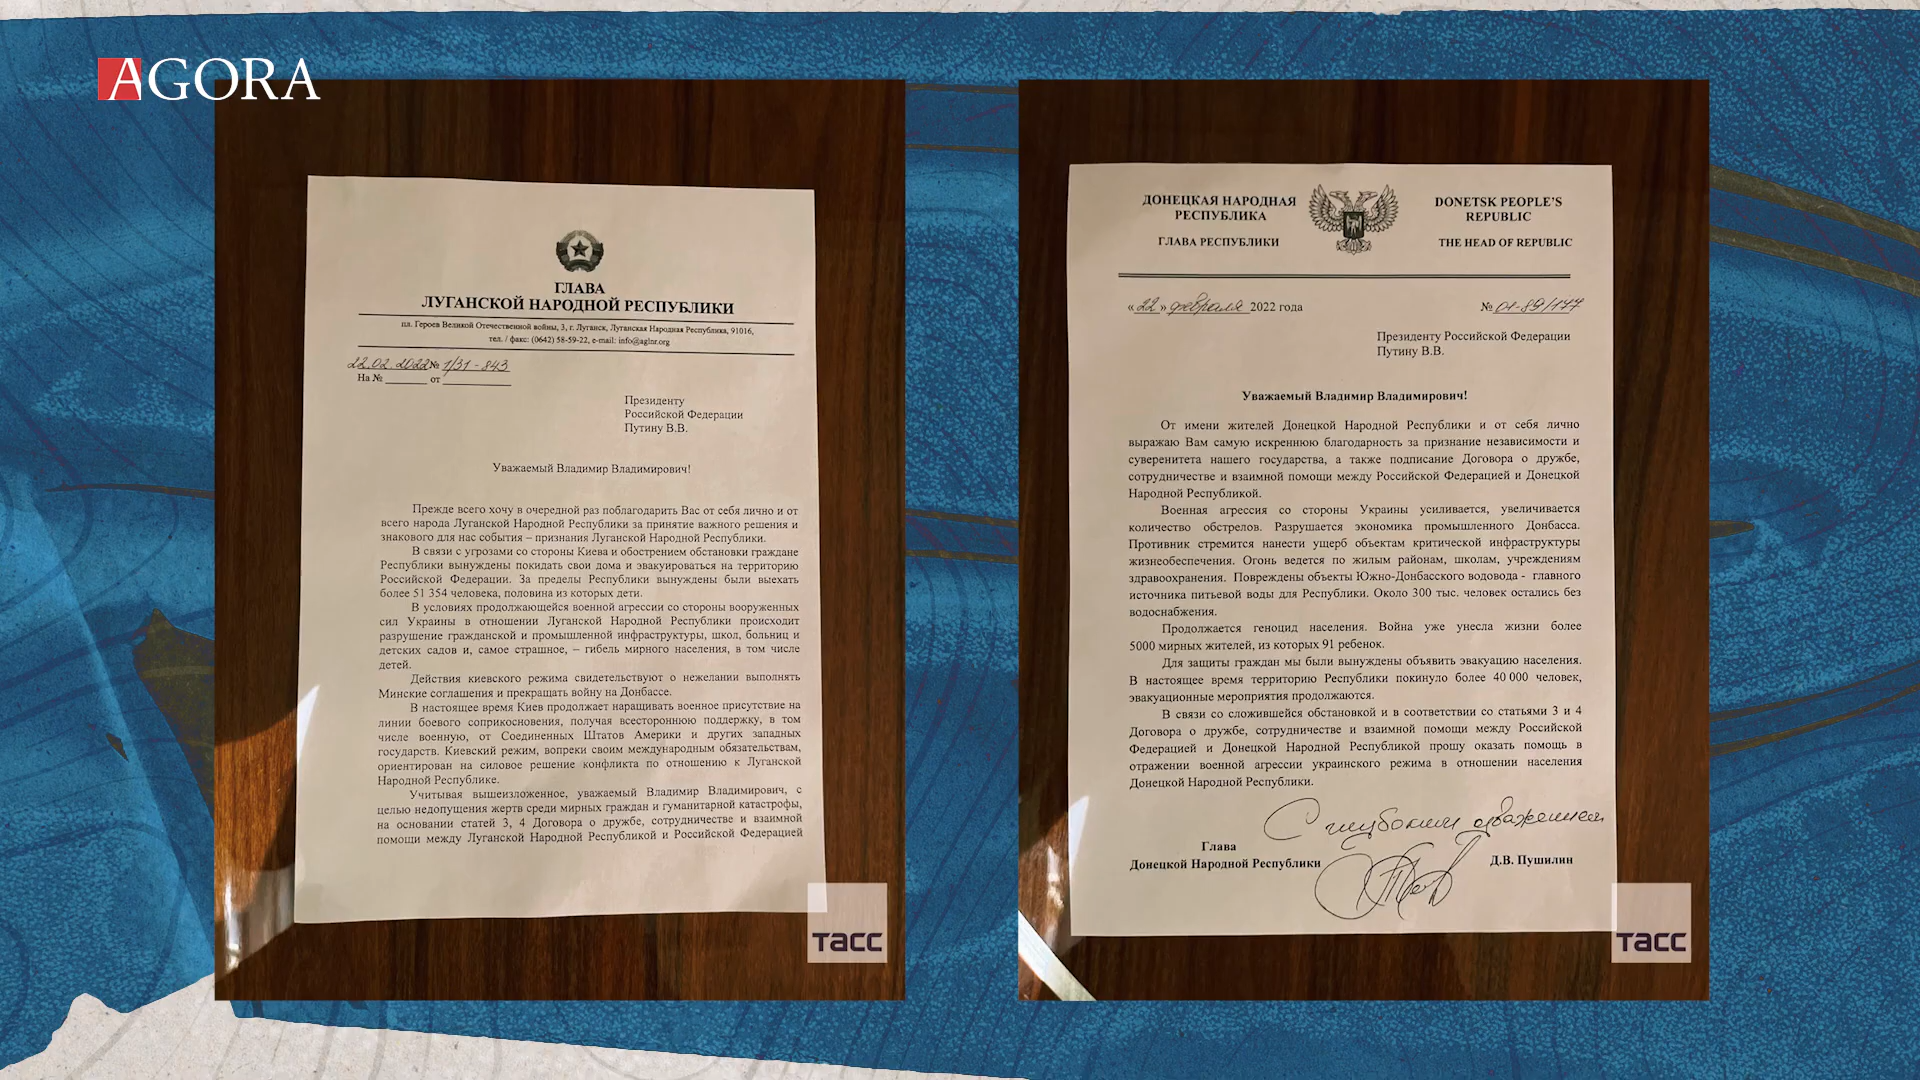 AGORA
ГЛАВА
ЛУГАНСКОЙ НАРОДНОЙ РЕСПУБЛИКИ
пл. Героев Великой Отечественной войны, 3, г. Луганск, Луганская Народная Республика, 91016,
тел. / факс: (0642) 58-59-22, e-mail: info@aglnr.org
22.02.2022 № 1/31-843
На № ______ от __________
Президенту
Российской Федерации
Путину В.В.
Уважаемый Владимир Владимирович!
Прежде всего хочу в очередной раз поблагодарить Вас от себя лично и от
всего народа Луганской Народной Республики за принятие важного решения и
знакового для нас события – признания Луганской Народной Республики.
В связи с угрозами со стороны Киева и обострением обстановки граждане
Республики вынуждены покидать свои дома и эвакуироваться на территорию
Российской Федерации. За пределы Республики вынуждены были выехать
более 51 354 человека, половина из которых дети.
В условиях продолжающейся военной агрессии со стороны вооруженных
сил Украины в отношении Луганской Народной Республики происходит
разрушение гражданской и промышленной инфраструктуры, школ, больниц и
детских садов и, самое страшное, – гибель мирного населения, в том числе
детей.
Действия киевского режима свидетельствуют о нежелании выполнять
Минские соглашения и прекращать войну на Донбассе.
В настоящее время Киев продолжает наращивать военное присутствие на
линии боевого соприкосновения, получая всестороннюю поддержку, в том
числе военную, от Соединенных Штатов Америки и других западных
государств. Киевский режим, вопреки своим международным обязательствам,
ориентирован на силовое решение конфликта по отношению к Луганской
Народной Республике.
Учитывая вышеизложенное, уважаемый Владимир Владимирович, с
целью недопущения жертв среди мирных граждан и гуманитарной катастрофы,
на основании статей 3, 4 Договора о дружбе, сотрудничестве и взаимной
помощи между Луганской Народной Республикой и Российской Федерацией
тасс
ДОНЕЦКАЯ НАРОДНАЯ
РЕСПУБЛИКА
ГЛАВА РЕСПУБЛИКИ
DONETSK PEOPLE'S
REPUBLIC
THE HEAD OF REPUBLIC
«22» февраля 2022 года
№ 01-89/177
Президенту Российской Федерации
Путину В.В.
Уважаемый Владимир Владимирович!
От имени жителей Донецкой Народной Республики и от себя лично
выражаю Вам самую искреннюю благодарность за признание независимости и
суверенитета нашего государства, а также подписание Договора о дружбе,
сотрудничестве и взаимной помощи между Российской Федерацией и Донецкой
Народной Республикой.
Военная агрессия со стороны Украины усиливается, увеличивается
количество обстрелов. Разрушается экономика промышленного Донбасса.
Противник стремится нанести ущерб объектам критической инфраструктуры
жизнеобеспечения. Огонь ведется по жилым районам, школам, учреждениям
здравоохранения. Повреждены объекты Южно-Донбасского водовода - главного
источника питьевой воды для Республики. Около 300 тыс. человек остались без
водоснабжения.
Продолжается геноцид населения. Война уже унесла жизни более
5000 мирных жителей, из которых 91 ребенок.
Для защиты граждан мы были вынуждены объявить эвакуацию населения.
В настоящее время территорию Республики покинуло более 40 000 человек,
эвакуационные мероприятия продолжаются.
В связи со сложившейся обстановкой и в соответствии со статьями 3 и 4
Договора о дружбе, сотрудничестве и взаимной помощи между Российской
Федерацией и Донецкой Народной Республикой прошу оказать помощь в
отражении военной агрессии украинского режима в отношении населения
Донецкой Народной Республики.
С глубоким уважением
Глава
Донецкой Народной Республики
Д.В. Пушилин
тасс